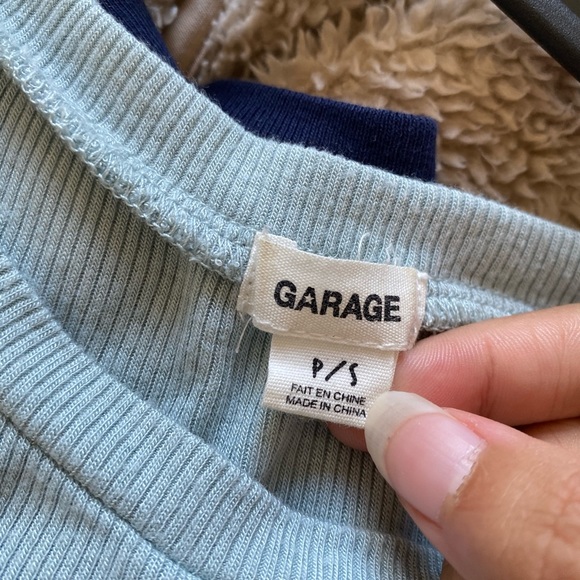 GARAGE
P/S
FAIT EN CHINE
MADE IN CHINA